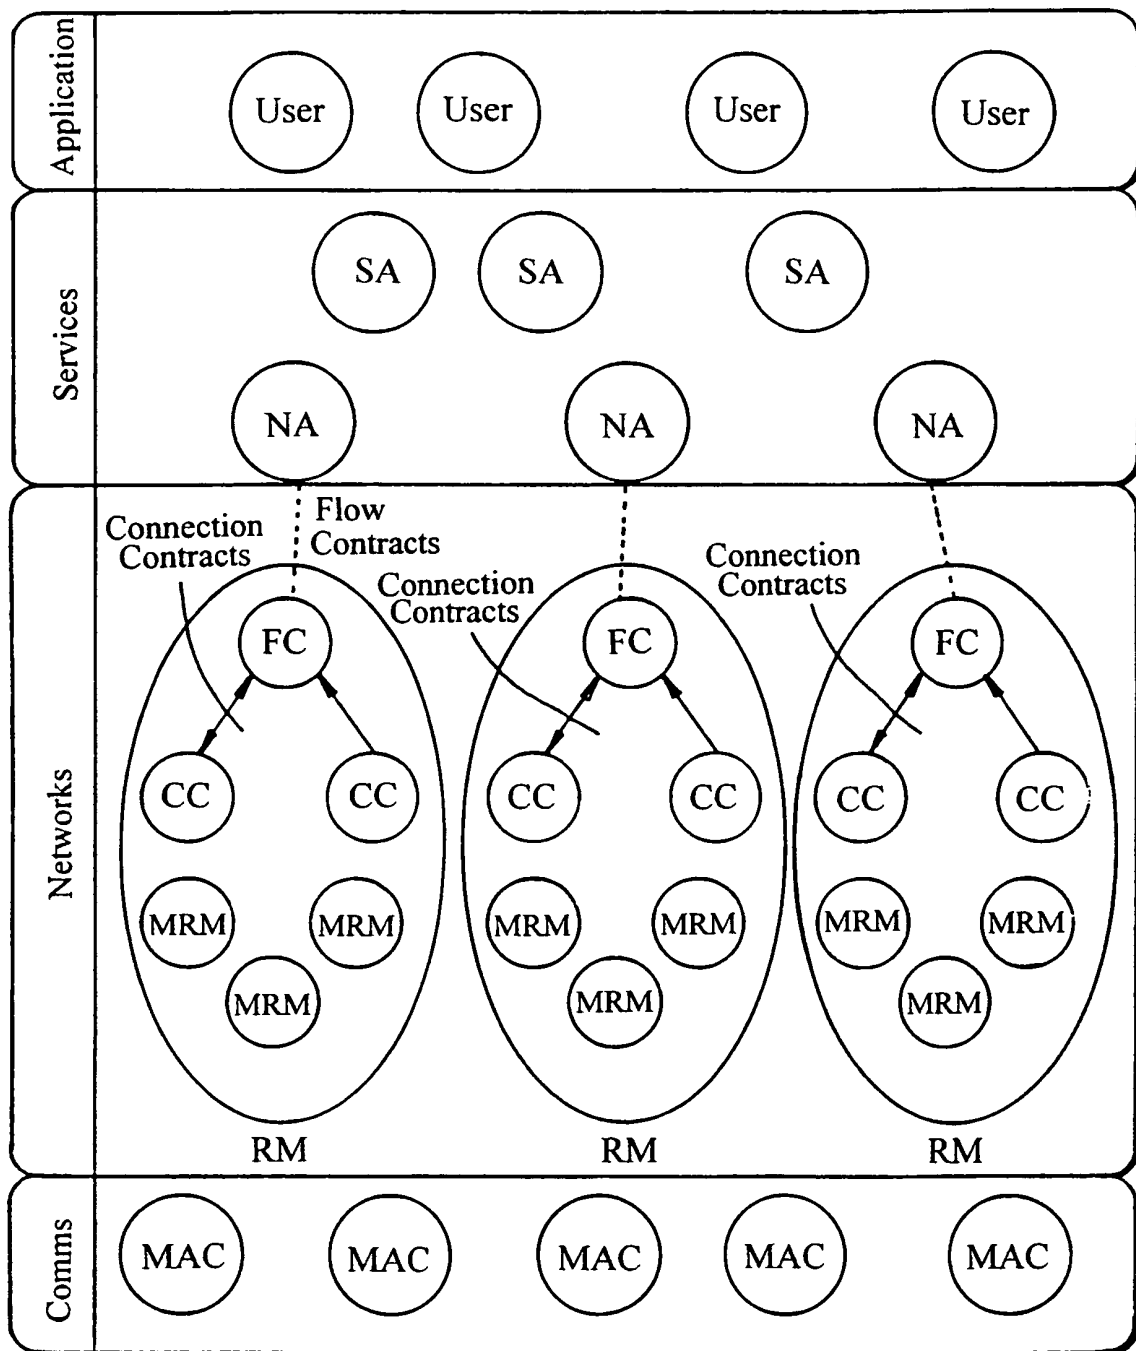 Application
User
User
User
User
Services
SA
SA
SA
NA
NA
NA
Networks
Flow
Contracts
Connection
Contracts
Connection
Contracts
Connection
Contracts
FC
FC
FC
CC
CC
CC
CC
CC
CC
MRM
MRM
MRM
MRM
MRM
MRM
MRM
MRM
MRM
RM
RM
RM
Comms
MAC
MAC
MAC
MAC
MAC